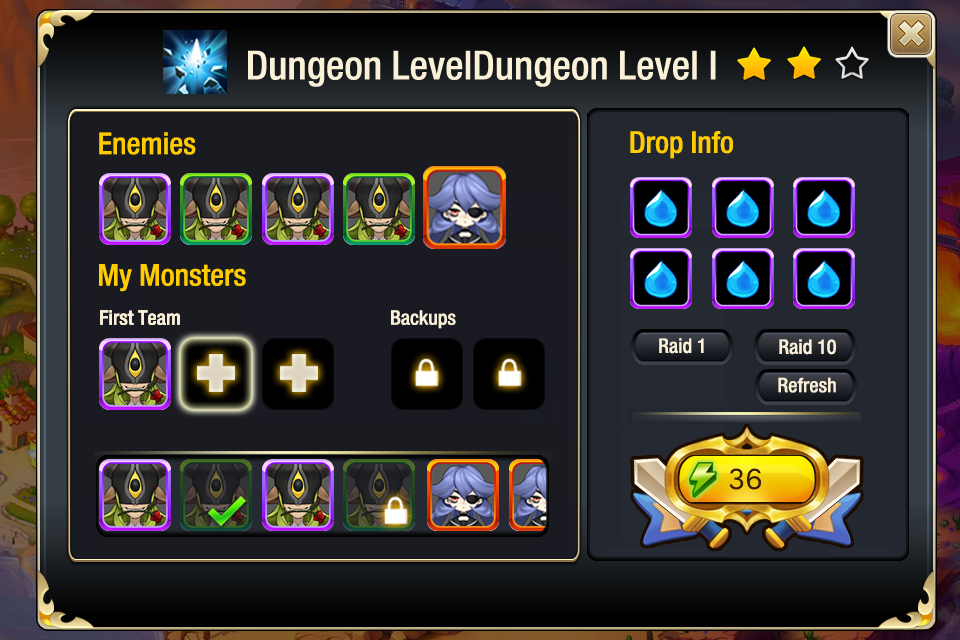 Dungeon LevelDungeon Level I
Enemies
My Monsters
First Team
Backups
Drop Info
Raid 1
Raid 10
Refresh
36